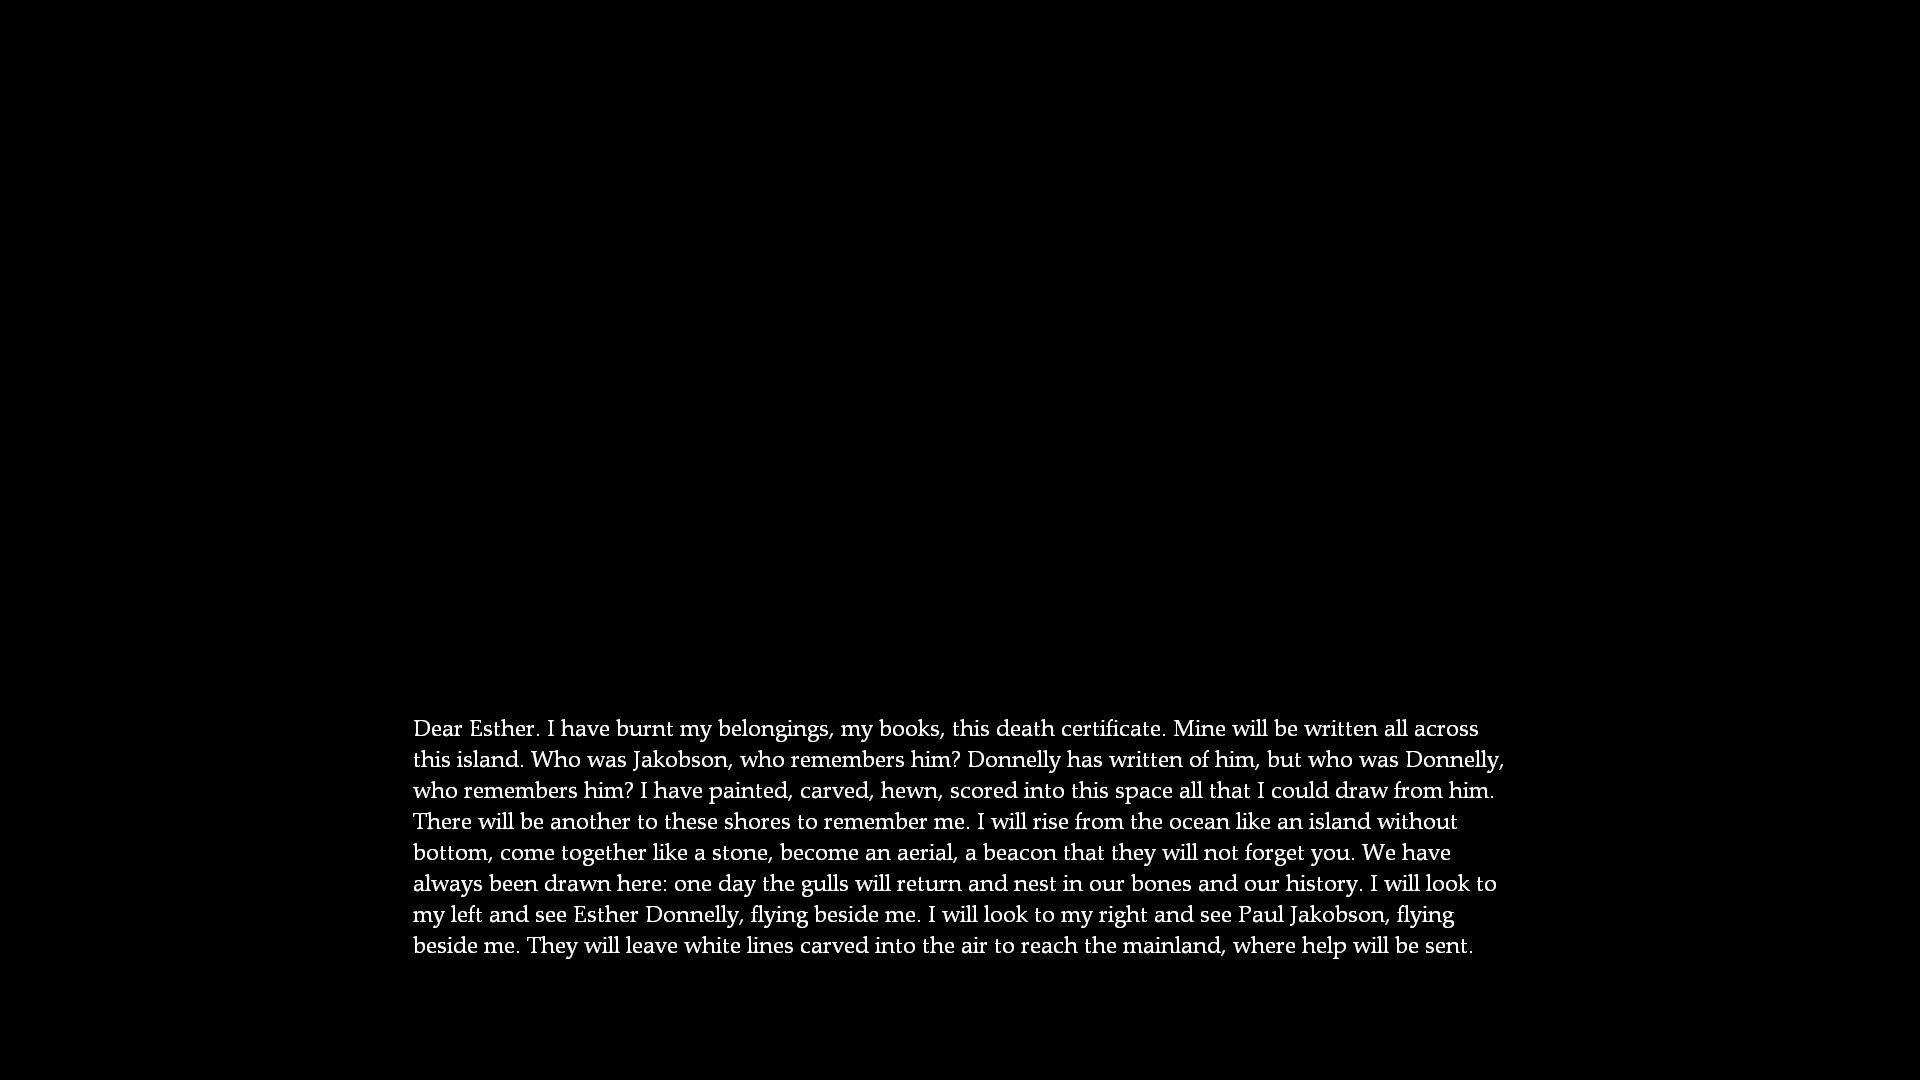 Dear Esther. I have burnt my belongings, my books, this death certificate. Mine will be written all across
this island. Who was Jakobson, who remembers him? Donnelly has written of him, but who was Donnelly,
who remembers him? I have painted, carved, hewn, scored into this space all that I could draw from him.
There will be another to these shores to remember me. I will rise from the ocean like an island without
bottom, come together like a stone, become an aerial, a beacon that they will not forget you. We have
always been drawn here: one day the gulls will return and nest in our bones and our history. I will look to
my left and see Esther Donnelly, flying beside me. I will look to my right and see Paul Jakobson, flying
beside me. They will leave white lines carved into the air to reach the mainland, where help will be sent.